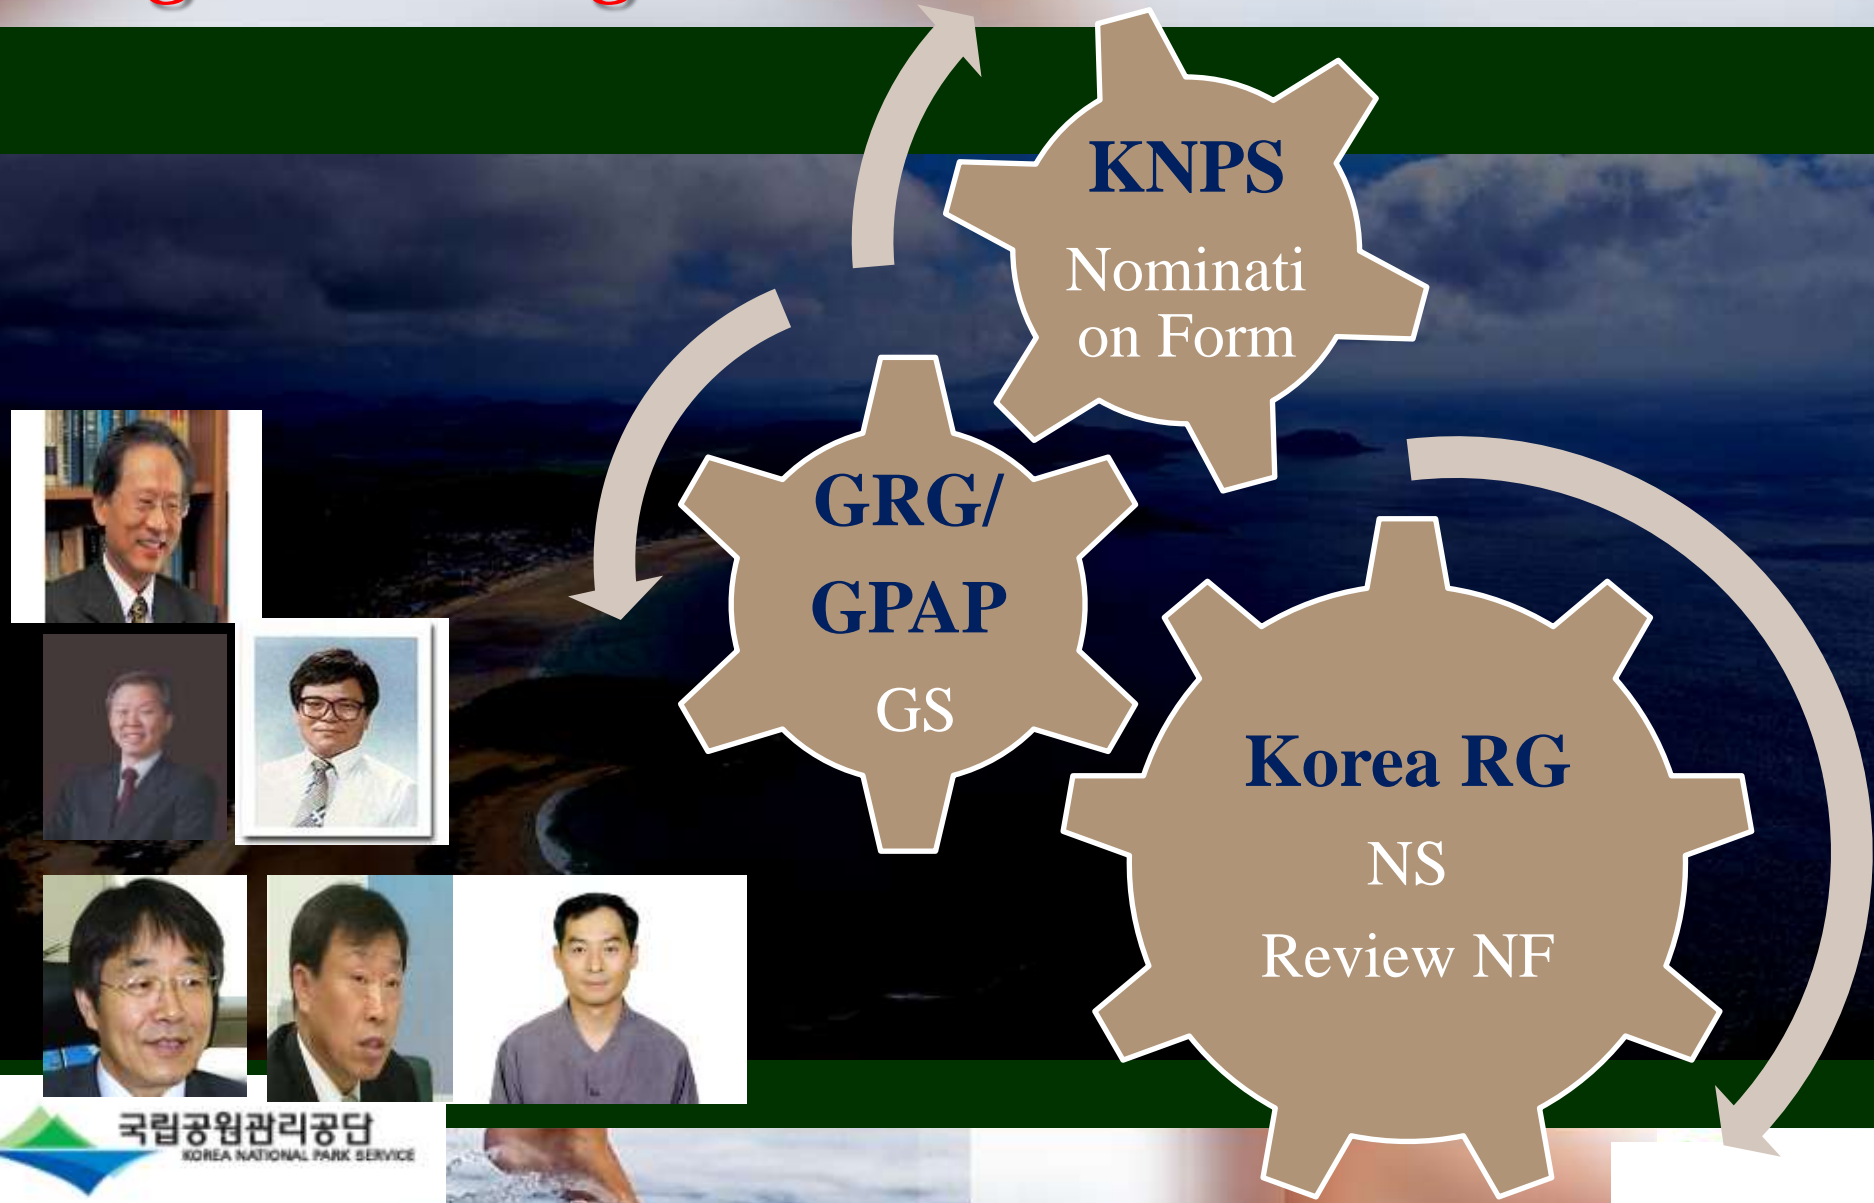 KNPS
Nominati
on Form
GRG/
GPAP
GS
Korea RG
NS
Review NF
국립공원관리공단
KOREA NATIONAL PARK SERVICE